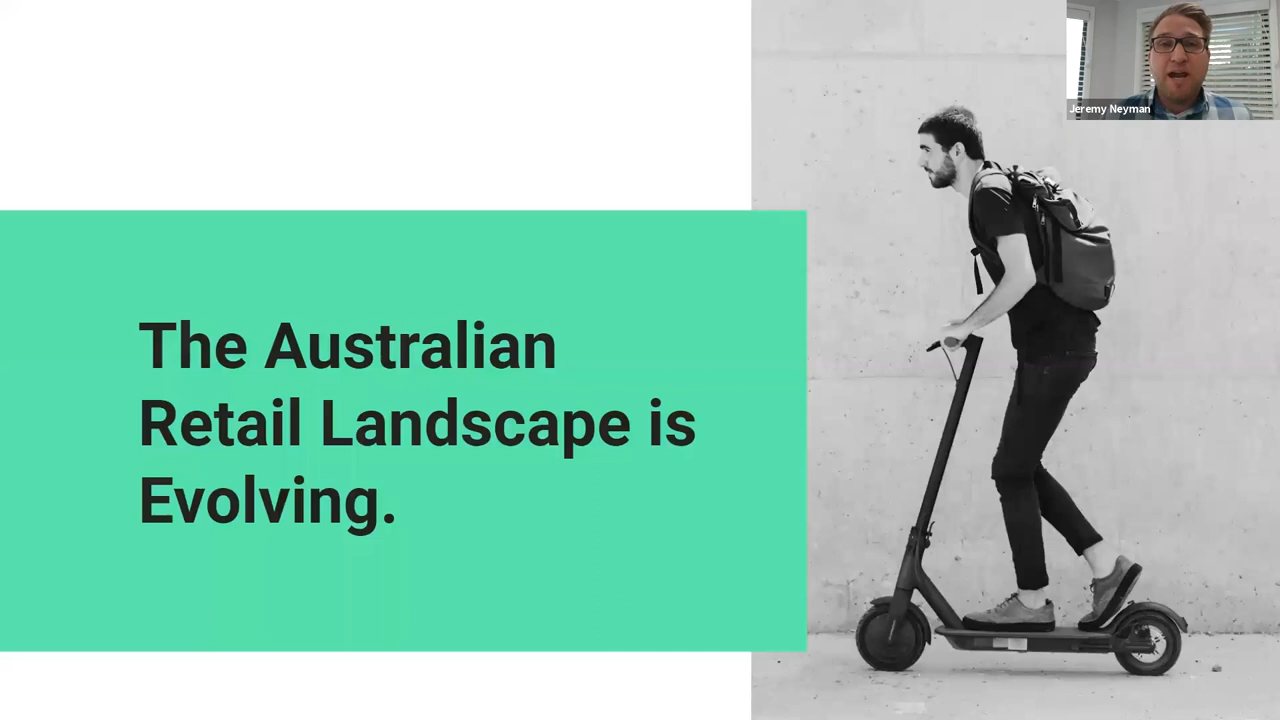 Jeremy Neyman
The Australian
Retail Landscape is
Evolving.